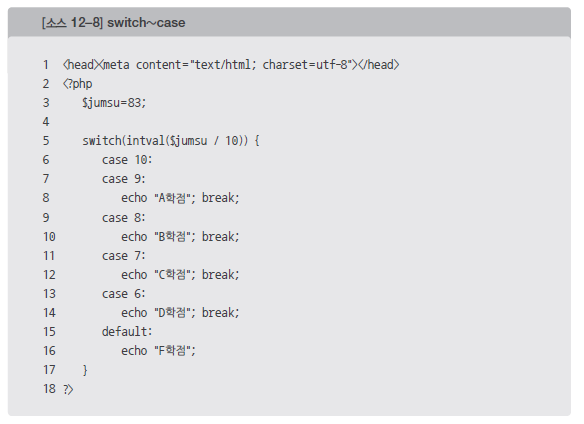 [소스 12-8] switch~case
1 <head><meta content="text/html; charset=utf-8"></head>
2 <?php
3 $jumsu=83;
4
5 switch(intval($jumsu / 10)) {
6 case 10:
7 case 9:
8 echo "A학점"; break;
9 case 8:
10 echo "B학점"; break;
11 case 7:
12 echo "C학점"; break;
13 case 6:
14 echo "D학점"; break;
15 default:
16 echo "F학점";
17 }
18 ?>